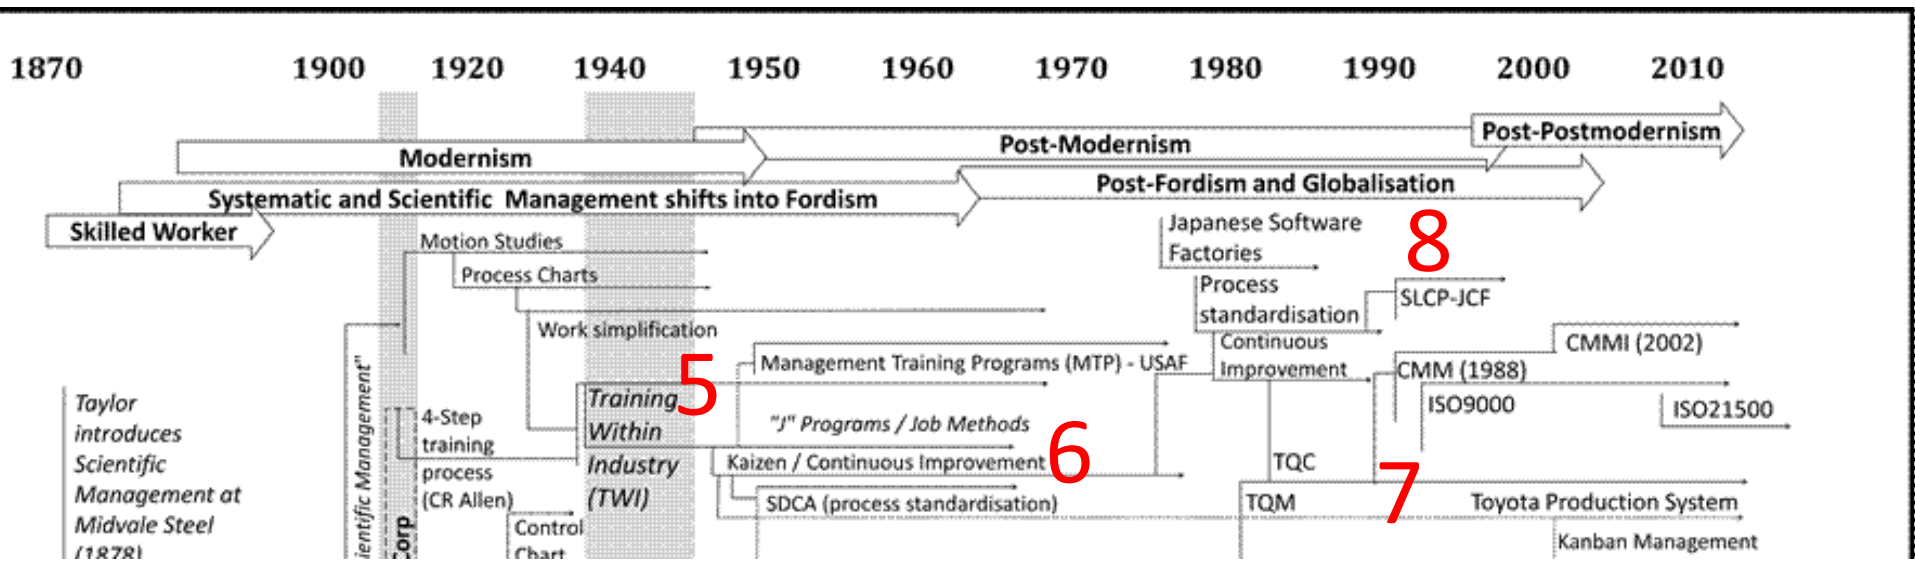 1870 1900 1920 1940 1950 1960 1970 1980 1990 2000 2010
Post-Postmodernism
Post-Modernism
Modernism
Post-Fordism and Globalisation
Systematic and Scientific Management shifts into Fordism
Skilled Worker
Japanese Software
Factories
8
Motion Studies
Process Charts
Process
standardisation
SLCP-JCF
Work simplification
Continuous
Improvement
CMMI (2002)
Management Training Programs (MTP) - USAF
CMM (1988)
5
Training
Within
Industry
(TWI)
ISO9000
ISO21500
"J" Programs / Job Methods
Taylor
introduces
Scientific
Management at
Midvale Steel
(1878)
entific Management"
Corp
4-Step
training
process
(CR Allen)
Control
Chart
Kaizen / Continuous Improvement
6
TQC
7
SDCA (process standardisation)
TQM
Toyota Production System
Kanban Management